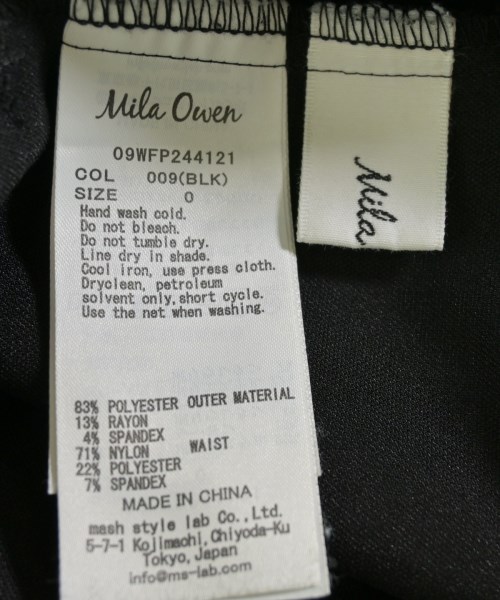 Mila Owen
09WFP244121
COL 009(BLK)
SIZE 0
Hand wash cold.
Do not bleach.
Do not tumble dry.
Line dry in shade.
Cool iron, use press cloth.
Dryclean, petroleum
solvent only,short cycle.
Use the net when washing.
83% POLYESTER OUTER MATERIAL
13% RAYON
4% SPANDEX
71% NYLON WAIST
22% POLYESTER
7% SPANDEX
MADE IN CHINA
mash style lab Co.,Ltd.
5-7-1 Kojimachi,Chiyoda-Ku
Tokyo,Japan
info@ms-lab.com
Mila